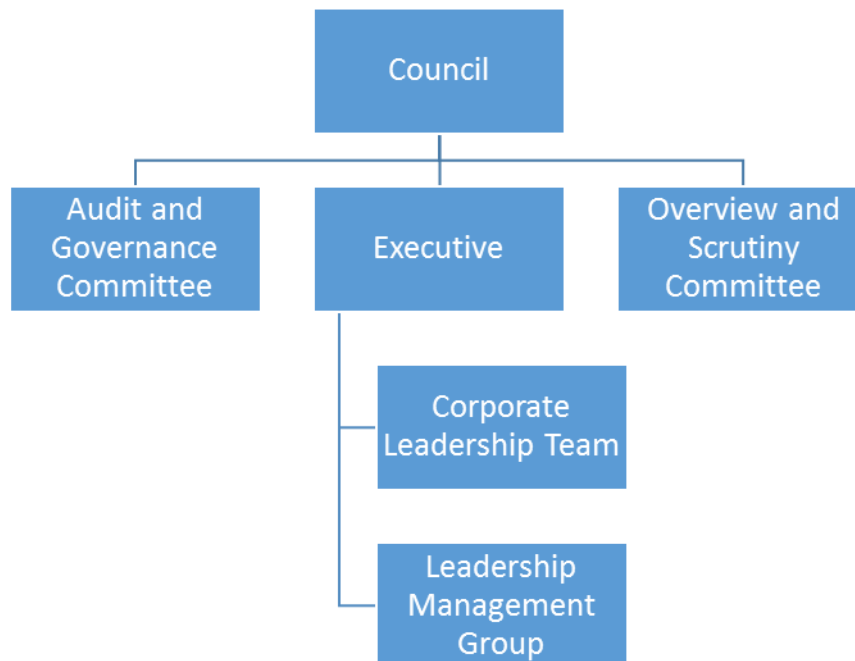 Council
Audit and
Governance
Committee
Executive
Overview and
Scrutiny
Committee
Corporate
Leadership Team
Leadership
Management
Group